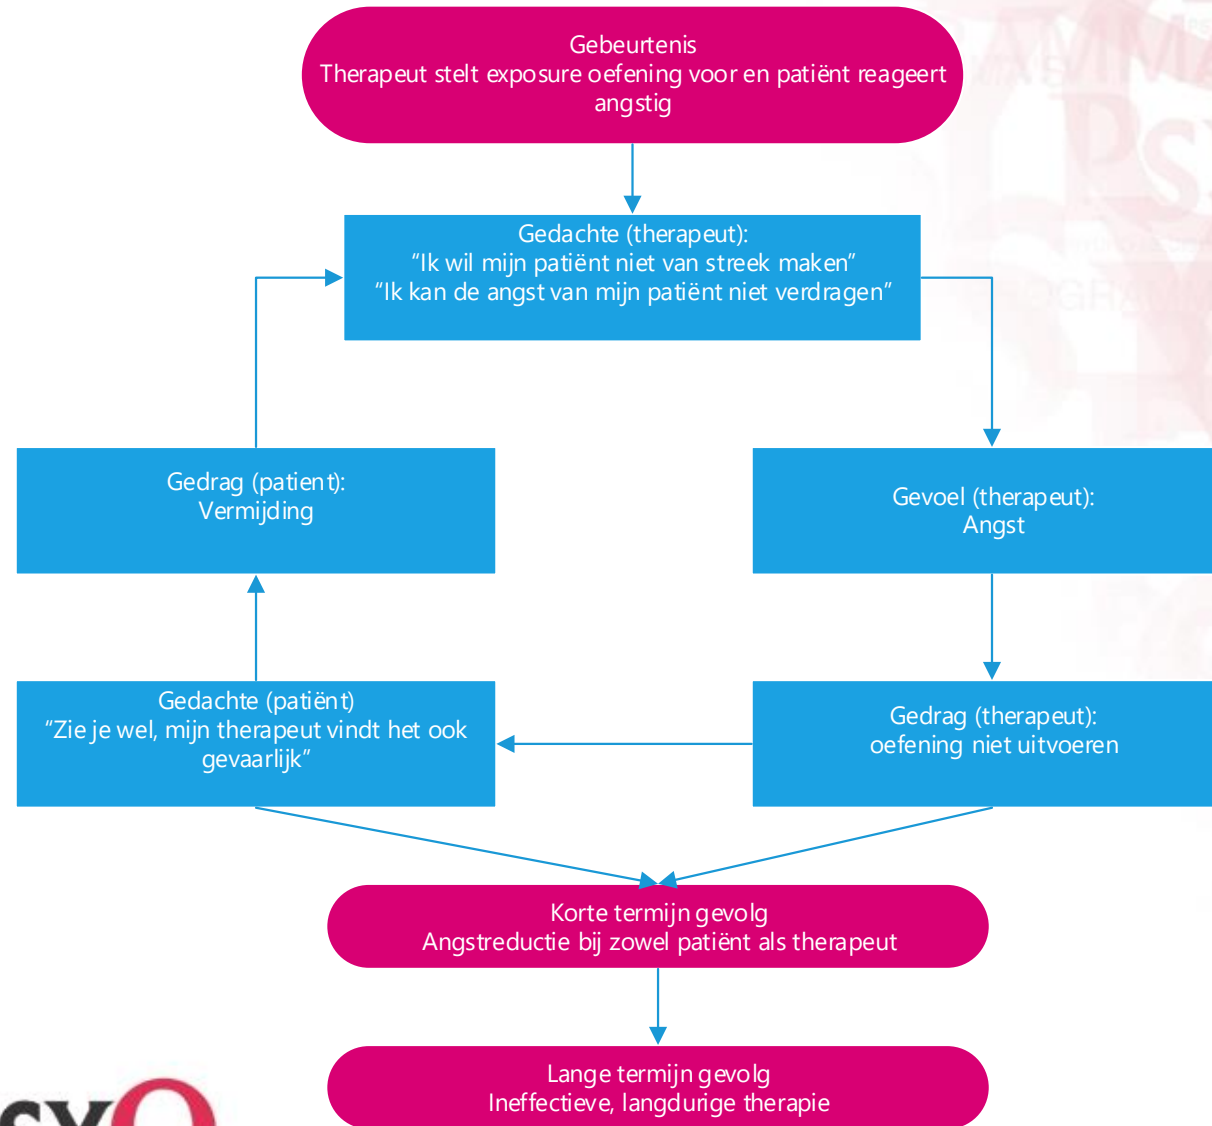 Gebeurtenis
Therapeut stelt exposure oefening voor en patiënt reageert
angstig
Gedachte (therapeut):
“Ik wil mijn patiënt niet van streek maken”
“Ik kan de angst van mijn patiënt niet verdragen”
Gedrag (patient):
Vermijding
Gevoel (therapeut):
Angst
Gedachte (patiënt)
“Zie je wel, mijn therapeut vindt het ook
gevaarlijk”
Gedrag (therapeut):
oefening niet uitvoeren
Korte termijn gevolg
Angstreductie bij zowel patiënt als therapeut
Lange termijn gevolg
Ineffectieve, langdurige therapie